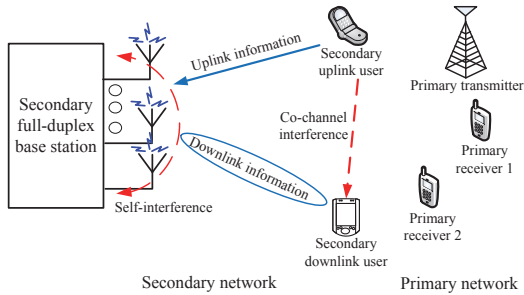 Uplink information
Secondary
uplink user
Primary transmitter
Secondary
full-duplex
base station
Co-channel
interference
Primary
receiver 1
Downlink information
Self-interference
Primary
receiver 2
Secondary
downlink user
Secondary network
Primary network